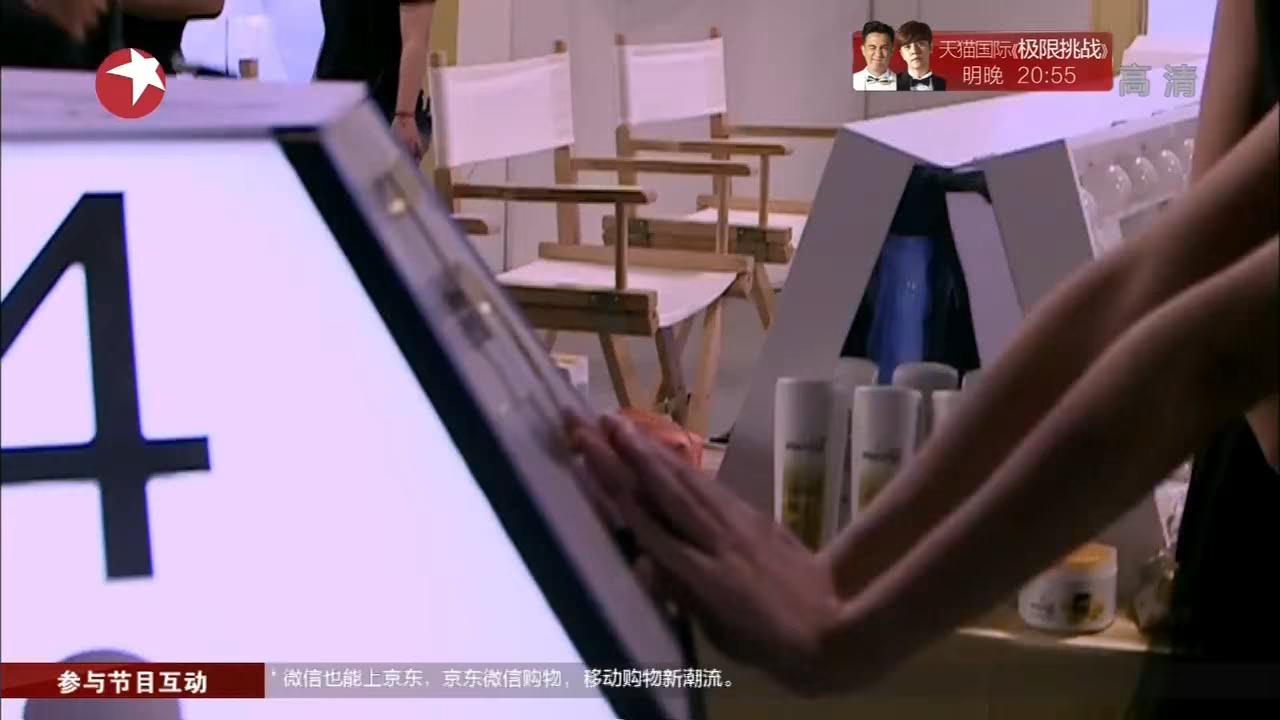 天猫国际《极限挑战》
明晚 20:55
高清
4
参与节目互动
* 微信也能上京东，京东微信购物，移动购物新潮流。